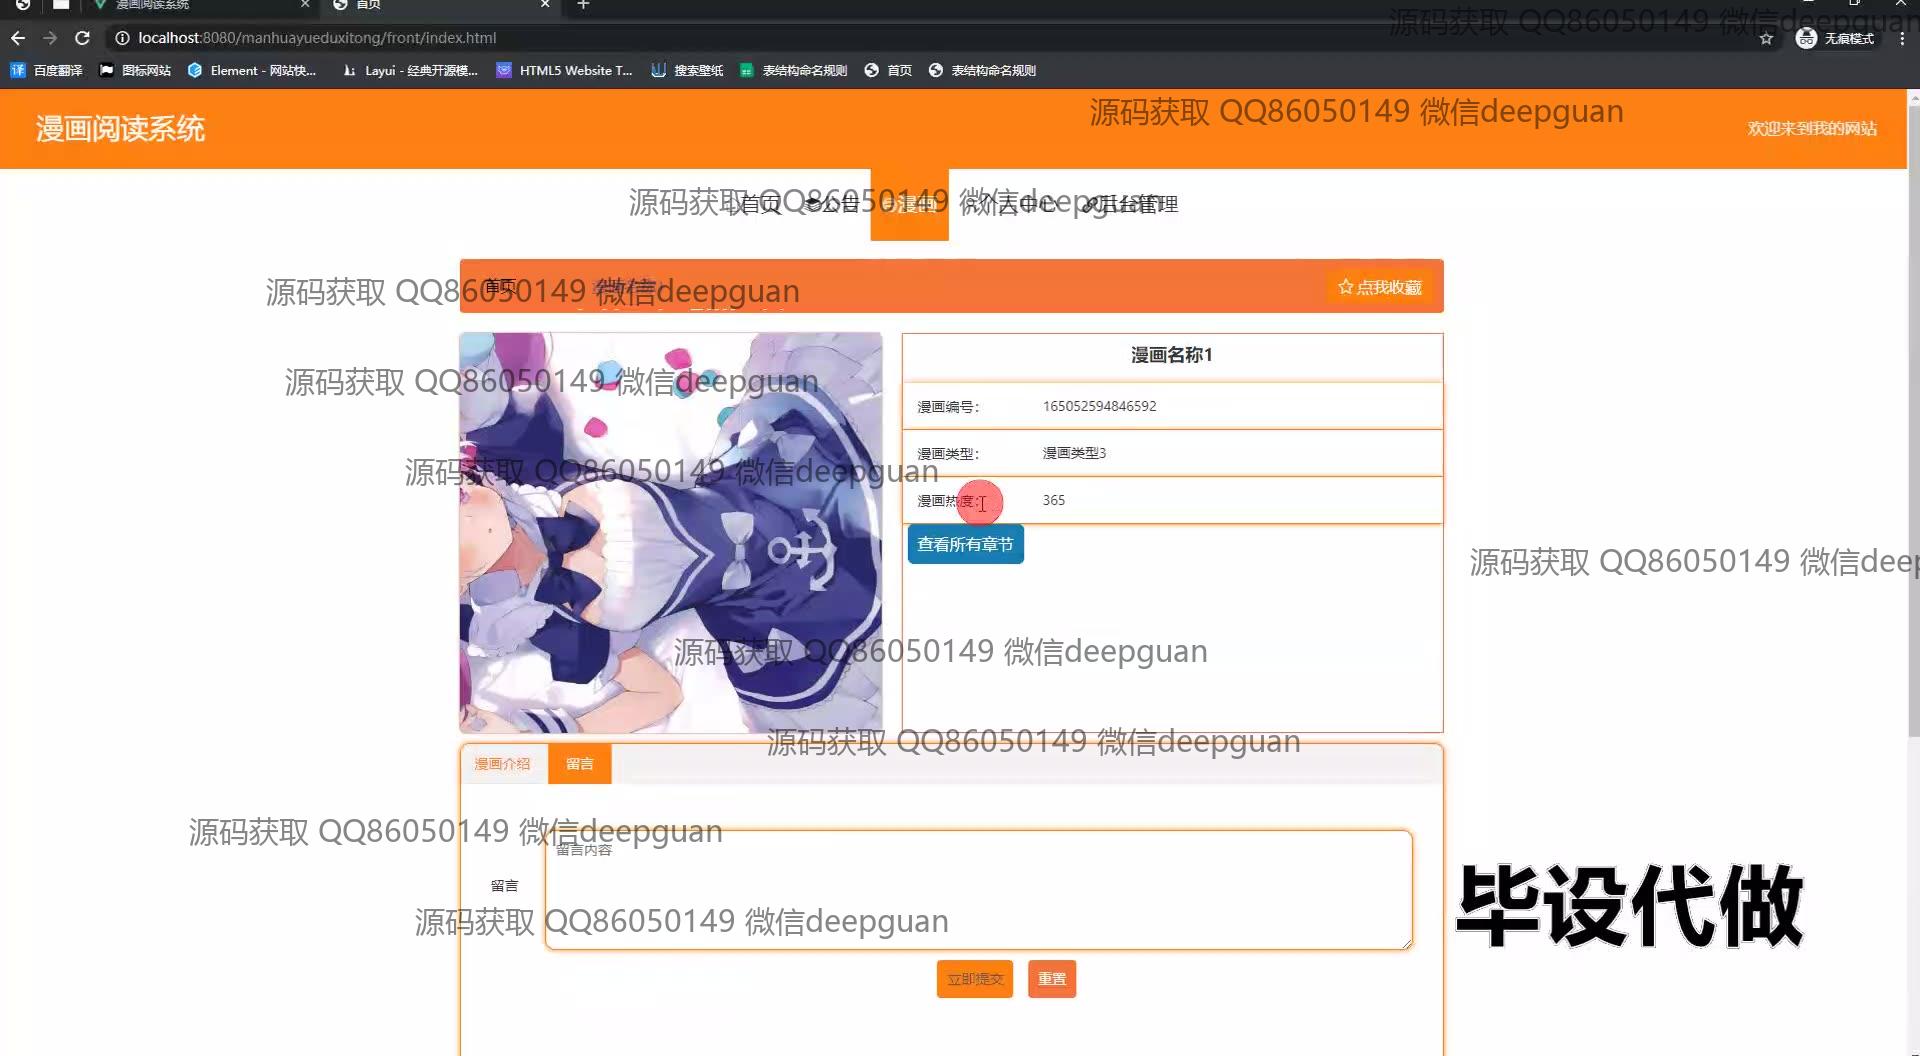 漫画阅读系统
首页
源码获取 QQ86050149 微信deepguan
localhost:8080/manhuayueduxitong/front/index.html
无痕模式
百度翻译
图标网站
Element - 网站快...
Layui - 经典开源模...
HTML5 Website T...
搜索壁纸
表结构命名规则
首页
表结构命名规则
源码获取 QQ86050149 微信deepguan
漫画阅读系统
欢迎来到我的网站
源码获取 QQ86050149 微信deepguan
首页
公告
漫画
个人中心
后台管理
源码获取 QQ86050149 微信deepguan
首页
点我收藏
源码获取 QQ86050149 微信deepguan
漫画名称1
漫画编号：
165052594846592
漫画类型：
漫画类型3
源码获取 QQ86050149 微信deepguan
漫画热度：
365
查看所有章节
源码获取 QQ86050149 微信deep
源码获取 QQ86050149 微信deepguan
源码获取 QQ86050149 微信deepguan
漫画介绍
留言
源码获取 QQ86050149 微信deepguan
留言内容
留言
源码获取 QQ86050149 微信deepguan
毕设代做
立即提交
重置